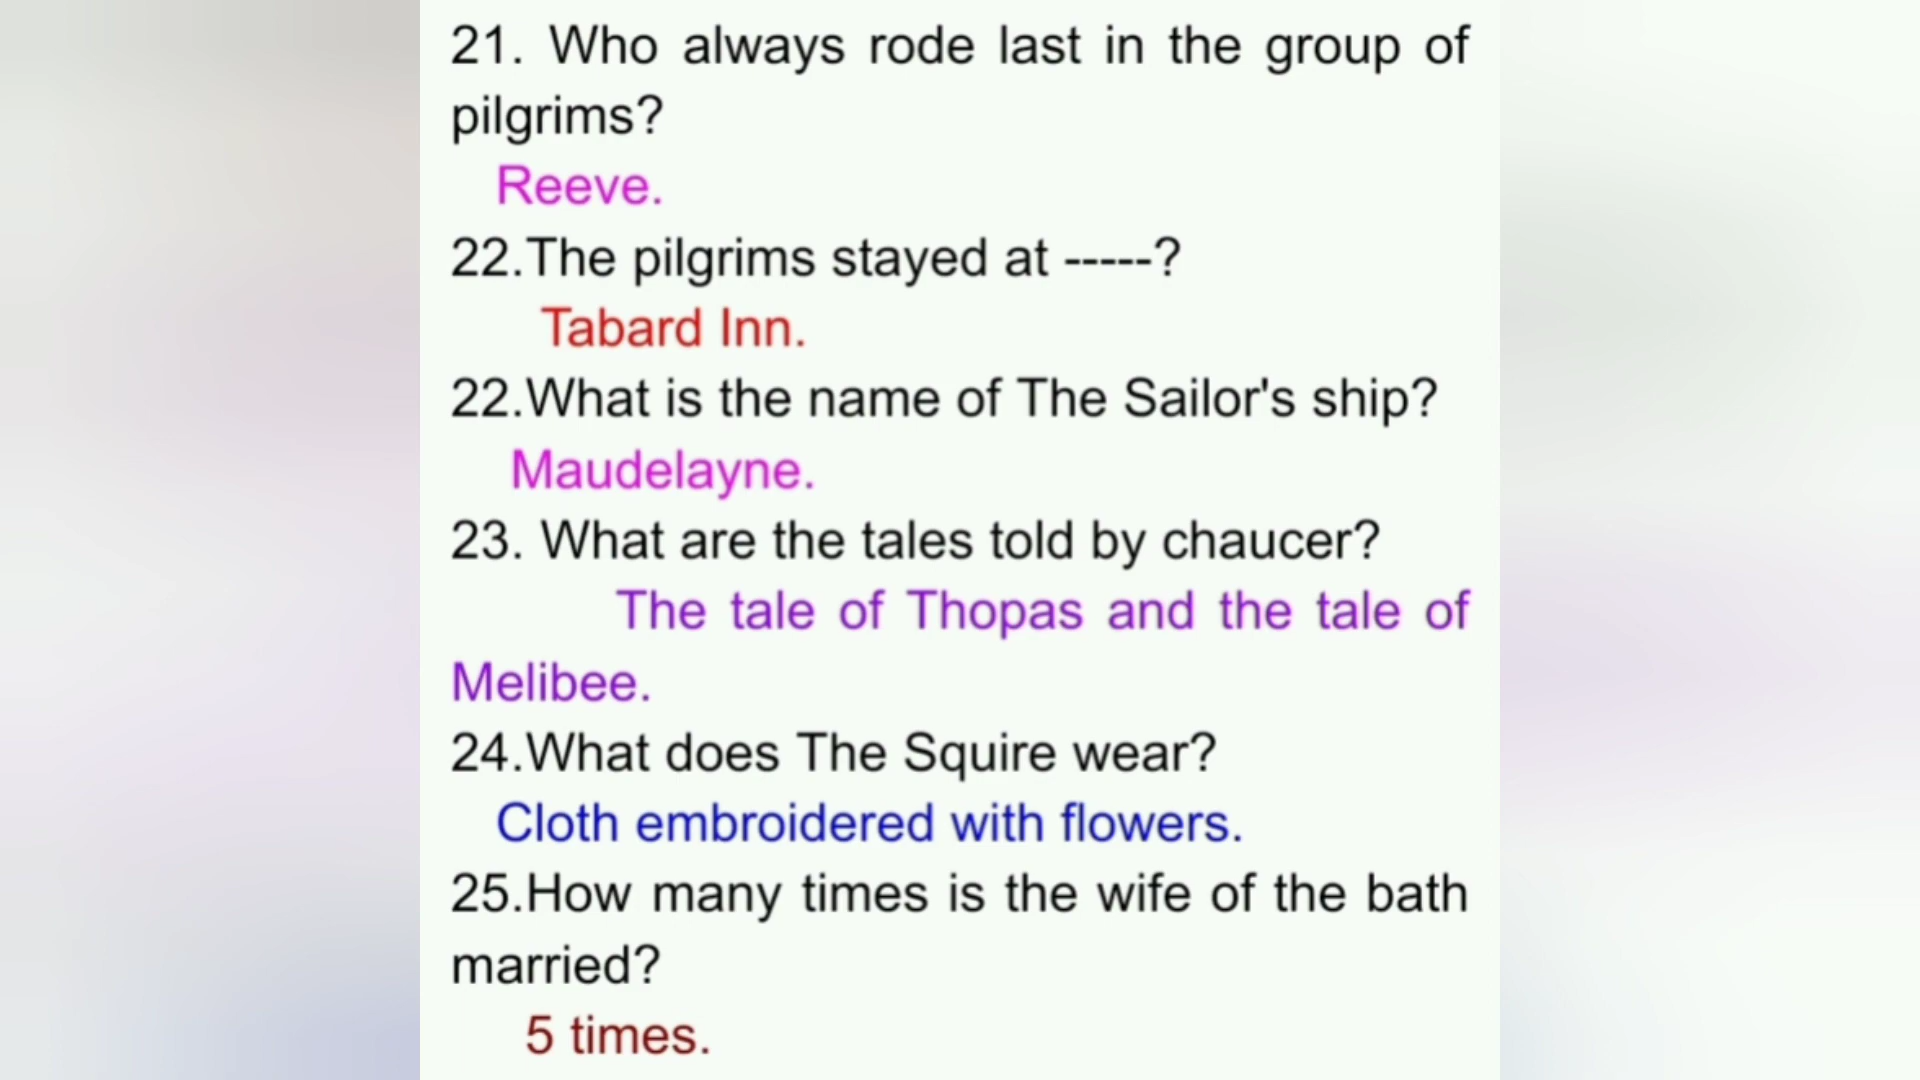 21. Who always rode last in the group of
pilgrims?
Reeve.
22.The pilgrims stayed at -----?
Tabard Inn.
22.What is the name of The Sailor's ship?
Maudelayne.
23. What are the tales told by chaucer?
The tale of Thopas and the tale of
Melibee.
24.What does The Squire wear?
Cloth embroidered with flowers.
25.How many times is the wife of the bath
married?
5 times.